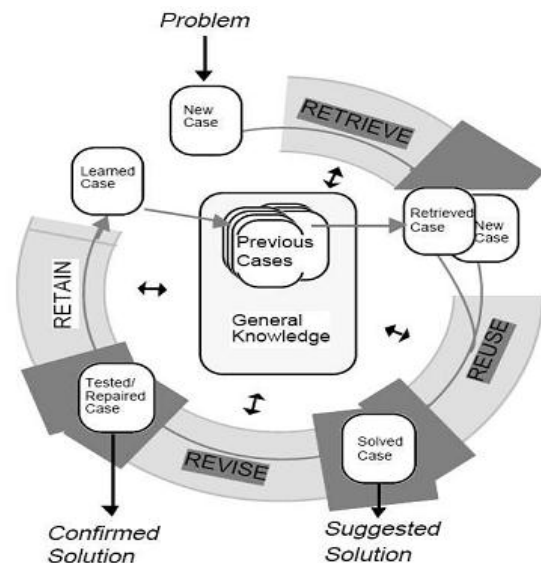 Problem
New
Case
RETRIEVE
Learned
Case
Retrieved
Case
New
Case
Previous
Cases
General
Knowledge
RETAIN
REUSE
Tested/
Repaired
Case
REVISE
Solved
Case
Confirmed
Solution
Suggested
Solution